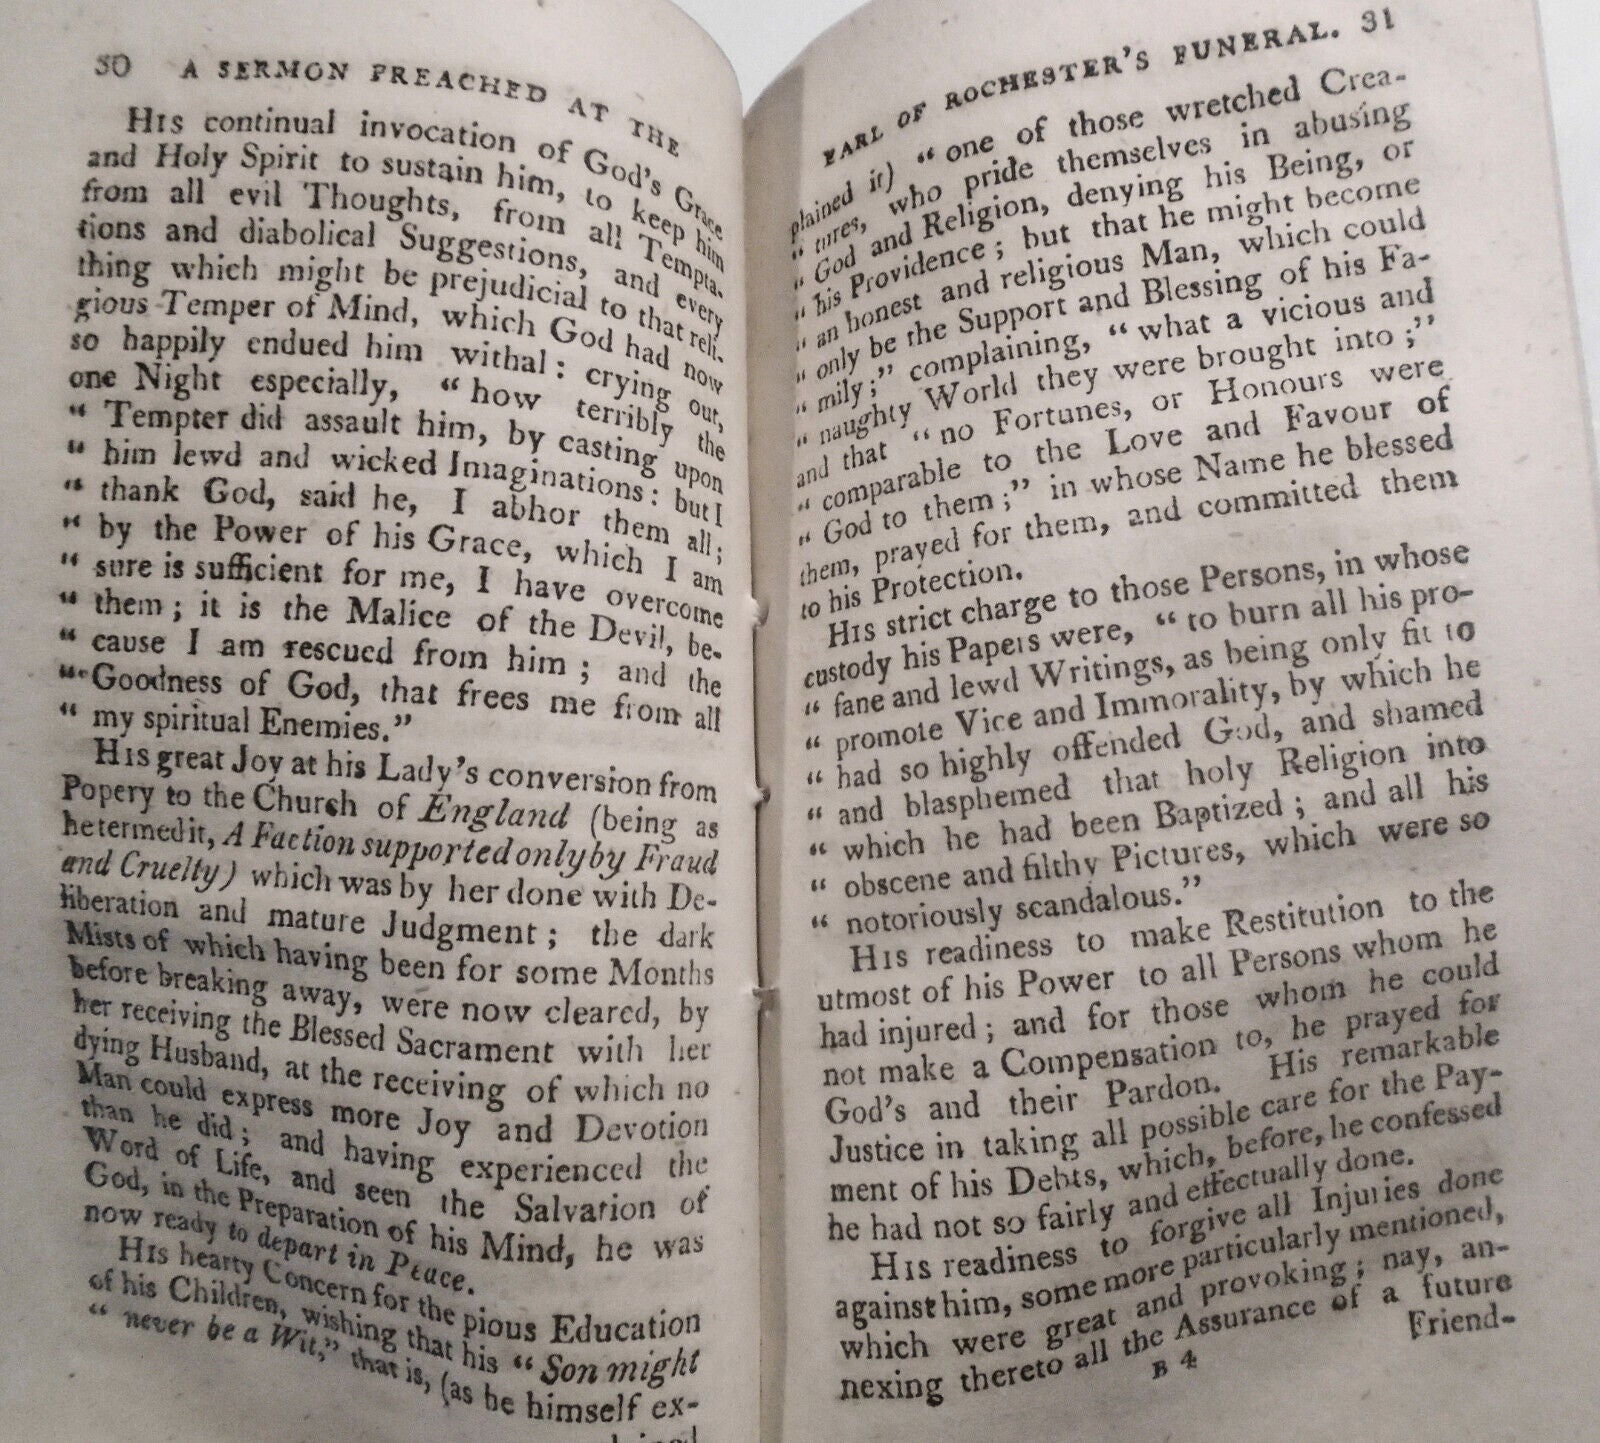 30 A SERMON PREACHED AT THE
HIS continual invocation of God's Grace
and Holy Spirit to sustain him, to keep him
from all evil Thoughts, from all Tempta-
tions and diabolical Suggestions, and every
thing which might be prejudicial to that reli-
gious Temper of Mind, which God had now
so happily endued him withal: crying out,
one Night especially, "how terribly the
" Tempter did assault him, by casting upon
" him lewd and wicked Imaginations: but I
" thank God, said he, I abhor them all;
" by the Power of his Grace, which I am
" sure is sufficient for me, I have overcome
" them; it is the Malice of the Devil, be-
" cause I am rescued from him; and the
" Goodness of God, that frees me from all
" my spiritual Enemies."
HIS great Joy at his Lady's conversion from
Popery to the Church of England (being as
he termed it, A Faction supported only by Fraud
and Cruelty) which was by her done with De-
liberation and mature Judgment; the dark
Mists of which having been for some Months
before breaking away, were now cleared, by
her receiving the Blessed Sacrament with her
dying Husband, at the receiving of which no
Man could express more Joy and Devotion
than he did; and having experienced the
Word of Life, and seen the Salvation of
God, in the Preparation of his Mind, he was
now ready to depart in Peace.
HIS hearty Concern for the pious Education
of his Children, wishing that his "Son might
" never be a Wit," that is, (as he himself ex-
plained
EARL OF ROCHESTER'S FUNERAL. 31
plained it) "one of those wretched Crea-
" tures, who pride themselves in abusing
" God and Religion, denying his Being, or
" his Providence; but that he might become
" an honest and religious Man, which could
" only be the Support and Blessing of his Fa-
" mily;" complaining, "what a vicious and
" naughty World they were brought into;"
and that "no Fortunes, or Honours were
" comparable to the Love and Favour of
" God to them;" in whose Name he blessed
them, prayed for them, and committed them
to his Protection.
HIS strict charge to those Persons, in whose
custody his Papers were, "to burn all his pro-
" fane and lewd Writings, as being only fit to
" promote Vice and Immorality, by which he
" had so highly offended God, and shamed
" and blasphemed that holy Religion into
" which he had been Baptized; and all his
" obscene and filthy Pictures, which were so
" notoriously scandalous."
HIS readiness to make Restitution to the
utmost of his Power to all Persons whom he
had injured; and for those whom he could
not make a Compensation to, he prayed for
God's and their Pardon. His remarkable
Justice in taking all possible care for the Pay-
ment of his Debts, which, before, he confessed
he had not so fairly and effectually done.
HIS readiness to forgive all Injuries done
against him, some more particularly mentioned,
which were great and provoking; nay, an-
nexing thereto all the Assurance of a future
B 4 Friend-